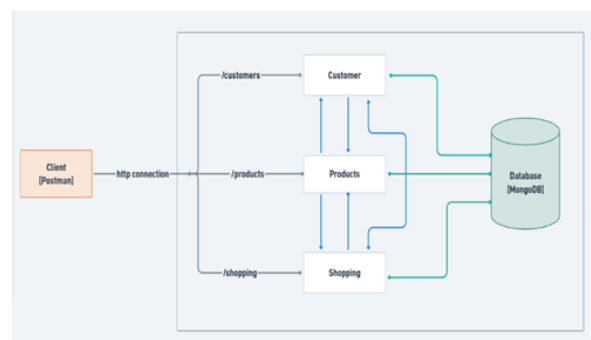 Client
[Postman]
http connection
/customers
/products
/shopping
Customer
Products
Shopping
Database
[MongoDB]